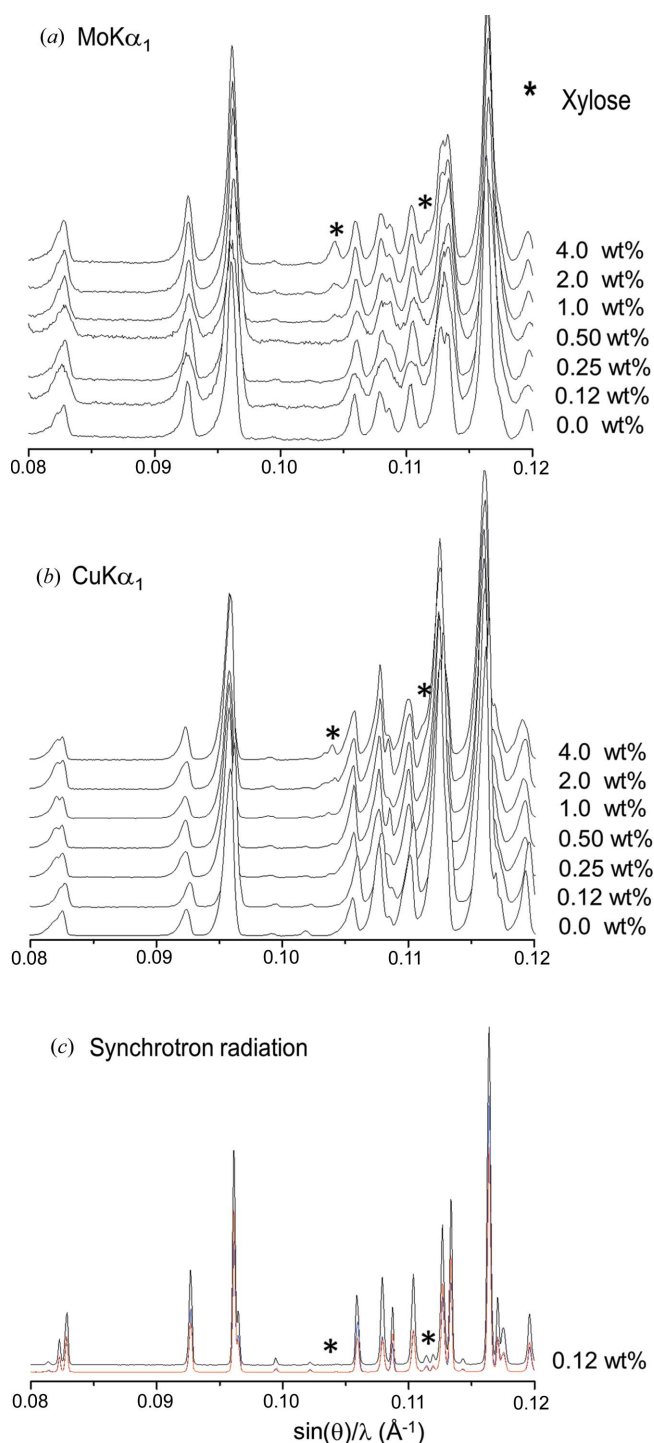 (a) MoKα1
* Xylose
*
*
4.0 wt%
2.0 wt%
1.0 wt%
0.50 wt%
0.25 wt%
0.12 wt%
0.0 wt%
0.08 0.09 0.10 0.11 0.12
(b) CuKα1
*
*
4.0 wt%
2.0 wt%
1.0 wt%
0.50 wt%
0.25 wt%
0.12 wt%
0.0 wt%
0.08 0.09 0.10 0.11 0.12
(c) Synchrotron radiation
* *
0.12 wt%
0.08 0.09 0.10 0.11 0.12
sin(θ)/λ (Å-1)